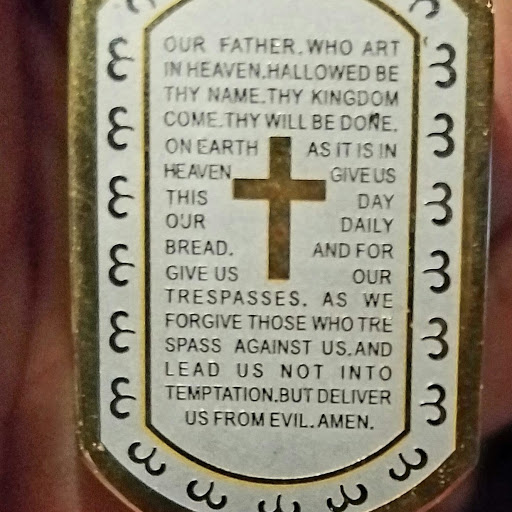 OUR FATHER.WHO ART
IN HEAVEN.HALLOWED BE
THY NAME.THY KINGDOM
COME.THY WILL BE DONE.
ON EARTH AS IT IS IN
HEAVEN GIVE US
THIS DAY
OUR DAILY
BREAD. AND FOR
GIVE US OUR
TRESPASSES. AS WE
FORGIVE THOSE WHO TRE
SPASS AGAINST US.AND
LEAD US NOT INTO
TEMPTATION.BUT DELIVER
US FROM EVIL.AMEN.